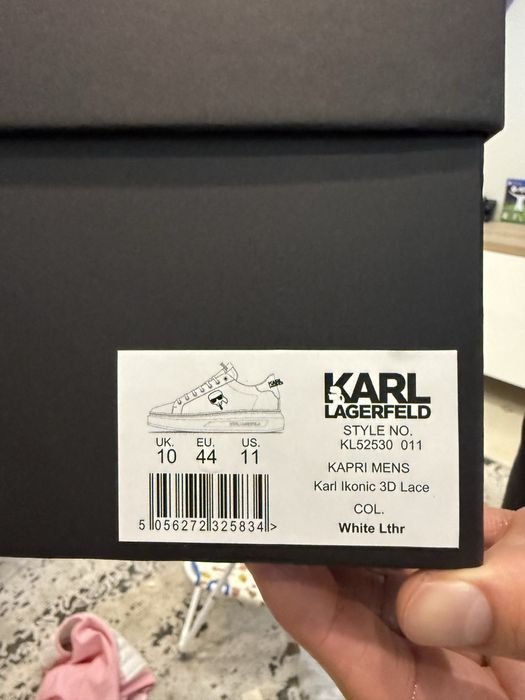 KARL
UK. EU. US.
10 44 11
5 056272 325834 >
KARL
LAGERFELD
STYLE NO.
KL52530 011
KAPRI MENS
Karl Ikonic 3D Lace
COL.
White Lthr